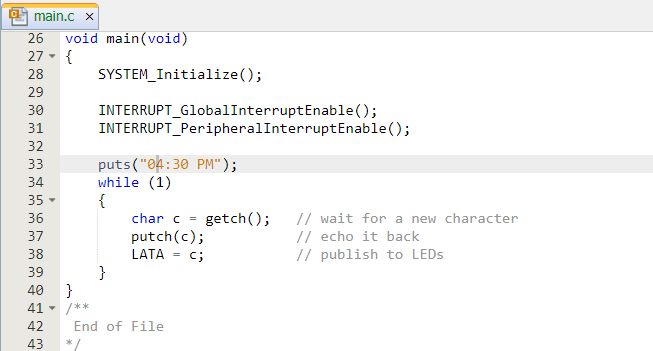 main.c
26 void main(void)
27 {
28 SYSTEM_Initialize();
29
30 INTERRUPT_GlobalInterruptEnable();
31 INTERRUPT_PeripheralInterruptEnable();
32
33 puts("04:30 PM");
34 while (1)
35 {
36 char c = getch(); // wait for a new character
37 putch(c); // echo it back
38 LATA = c; // publish to LEDs
39 }
40 }
41 /**
42 End of File
43 */